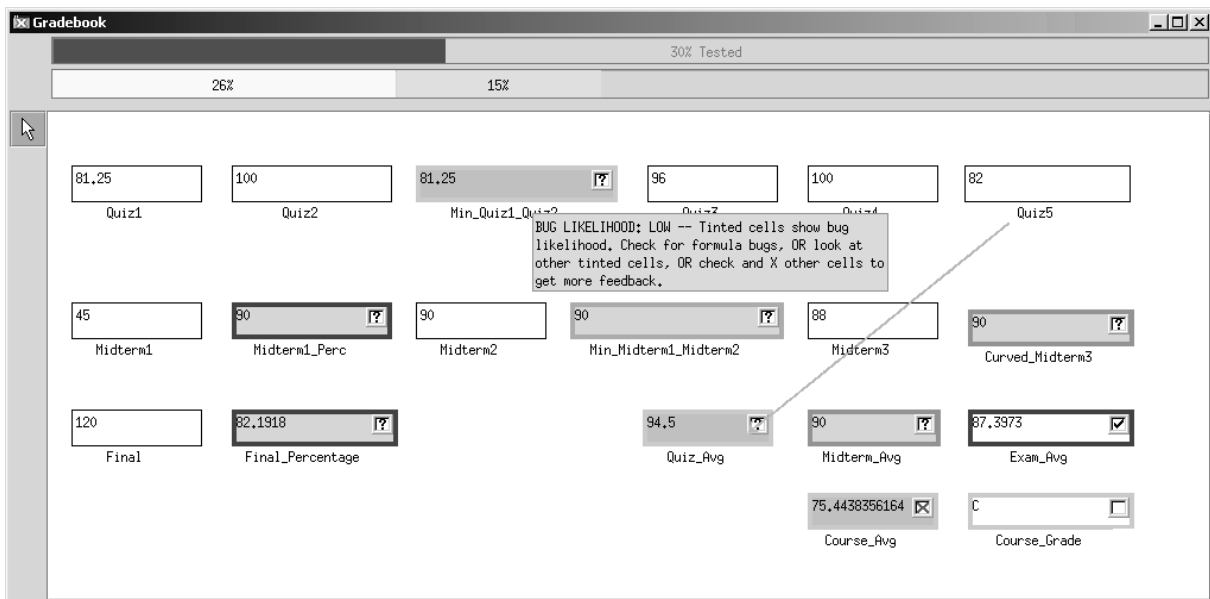 Gradebook
30% Tested
26% 15%
81.25 100 81.25 ? 96 100 82
Quiz1 Quiz2 Min_Quiz1_Quiz2 Quiz3 Quiz4 Quiz5
BUG LIKELIHOOD: LOW -- Tinted cells show bug
likelihood. Check for formula bugs, OR look at
other tinted cells, OR check and X other cells to
get more feedback.
45 90 ? 90 90 ? 88 90 ?
Midterm1 Midterm1_Perc Midterm2 Min_Midterm1_Midterm2 Midterm3 Curved_Midterm3
120 82.1918 ? 94.5 ? 90 ? 87.3973
Final Final_Percentage Quiz_Avg Midterm_Avg Exam_Avg
75.4438356164 C
Course_Avg Course_Grade